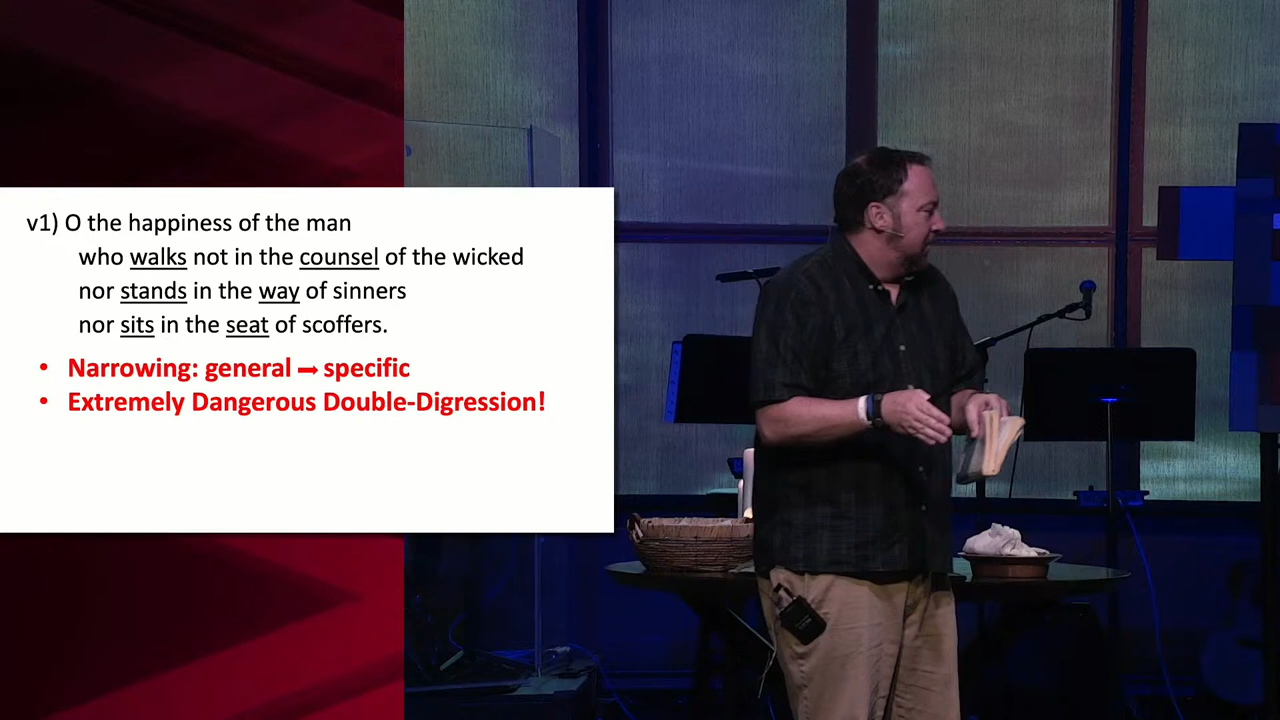 v1) O the happiness of the man
who walks not in the counsel of the wicked
nor stands in the way of sinners
nor sits in the seat of scoffers.
• Narrowing: general ➞ specific
• Extremely Dangerous Double-Digression!